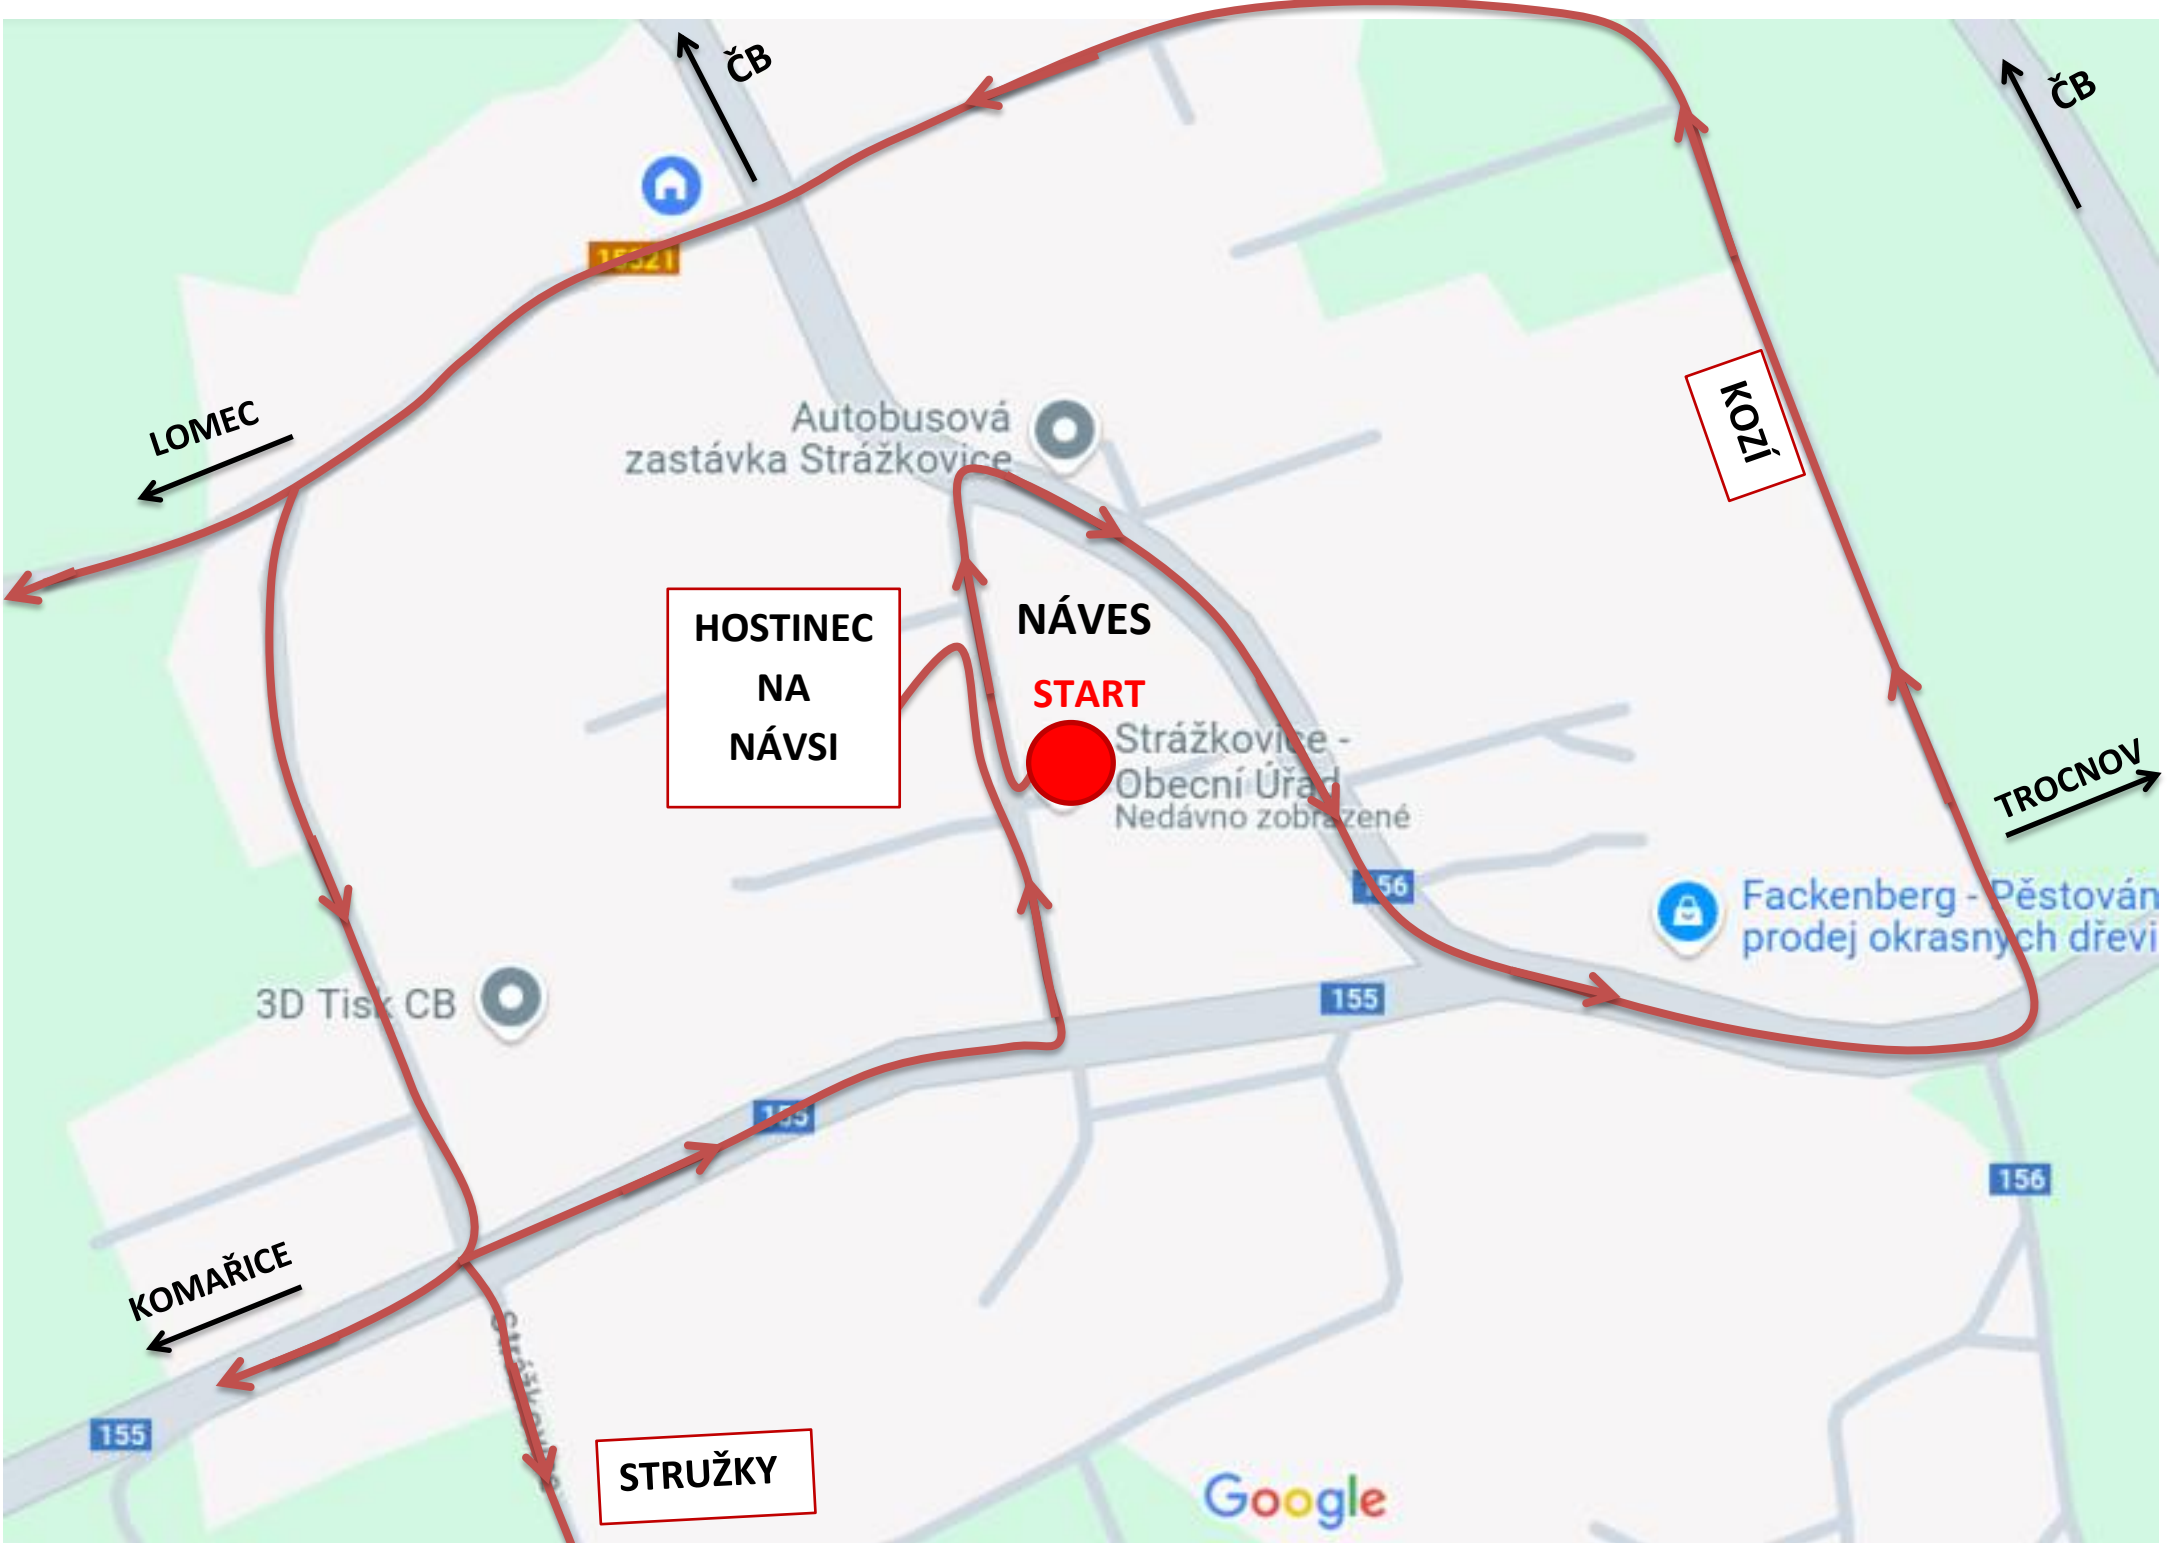 ČB
ČB
15521
LOMEC
Autobusová
zastávka Strážkovice
KOZÍ
HOSTINEC
NA
NÁVSI
NÁVES
START
Strážkovice -
Obecní Úřad
Nedávno zobrazené
TROCNOV
156
Fackenberg - Pěstován
prodej okrasných dřevi
3D Tisk CB
155
155
156
KOMAŘICE
155
STRUŽKY
Google